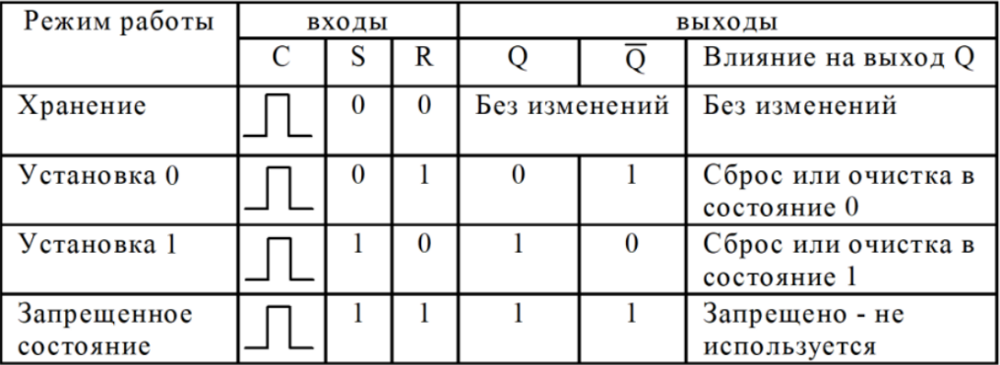 Режим работы входы выходы
C S R Q Q̅ Влияние на выход Q
Хранение 0 0 Без изменений Без изменений
Установка 0 0 1 0 1 Сброс или очистка в
состояние 0
Установка 1 1 0 1 0 Сброс или очистка в
состояние 1
Запрещенное 1 1 1 1 Запрещено - не
состояние используется